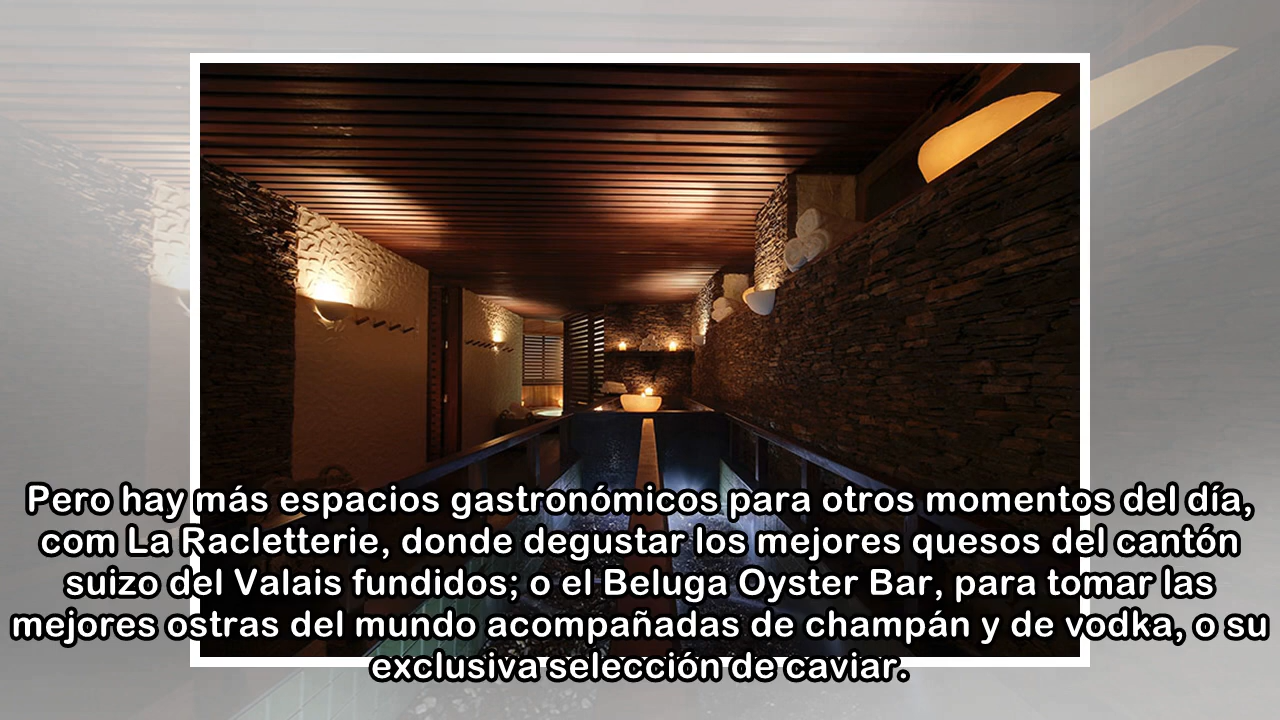 Pero hay más espacios gastronómicos para otros momentos del día,
com La Racletterie, donde degustar los mejores quesos del cantón
suizo del Valais fundidos; o el Beluga Oyster Bar, para tomar las
mejores ostras del mundo acompañadas de champán y de vodka, o su
exclusiva selección de caviar.